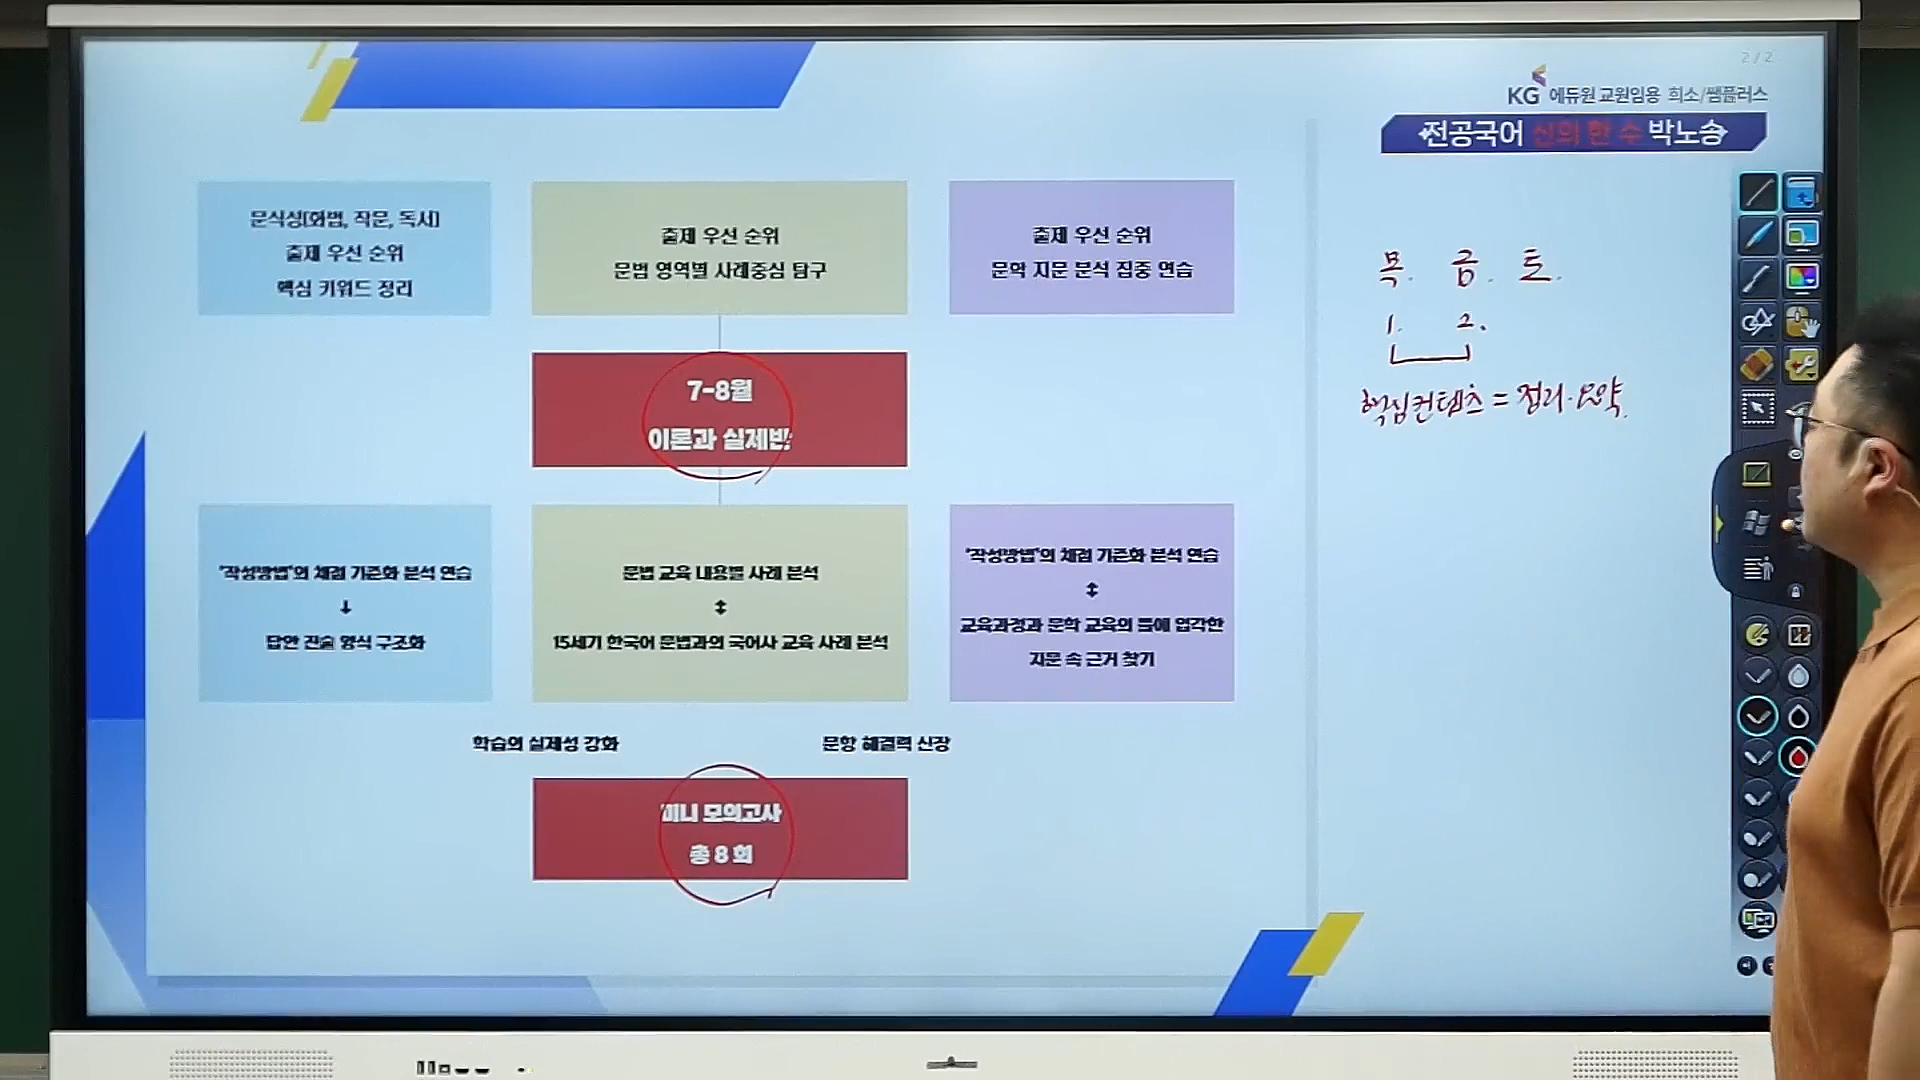 2 / 2
KG 에듀원 교원임용 희소/쌤플러스
전공국어 신의 한 수 박노송
문식성[화법, 작문, 독서]
출제 우선 순위
핵심 키워드 정리
출제 우선 순위
문법 영역별 사례중심 탐구
출제 우선 순위
문학 지문 분석 집중 연습
7-8월
이론과 실제반
'작성방법'의 채점 기준화 분석 연습
↓
답안 진술 양식 구조화
문법 교육 내용별 사례 분석
↕
15세기 한국어 문법과의 국어사 교육 사례 분석
'작성방법'의 채점 기준화 분석 연습
↕
교육과정과 문학 교육의 틀에 입각한
지문 속 근거 찾기
학습의 실제성 강화
문항 해결력 신장
미니 모의고사
총 8 회
목. 금. 토.
1. 2.
핵심컨텐츠 = 정리·요약.